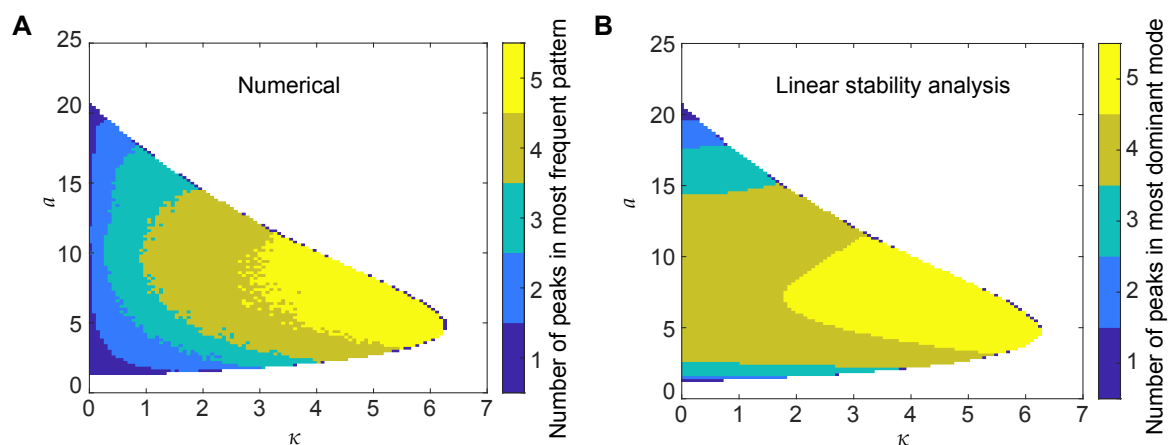 A
25
20
15
10
5
0
a
Numerical
0 1 2 3 4 5 6 7
κ
5
4
3
2
1
Number of peaks in most frequent pattern
B
25
20
15
10
5
0
a
Linear stability analysis
0 1 2 3 4 5 6 7
κ
5
4
3
2
1
Number of peaks in most dominant mode